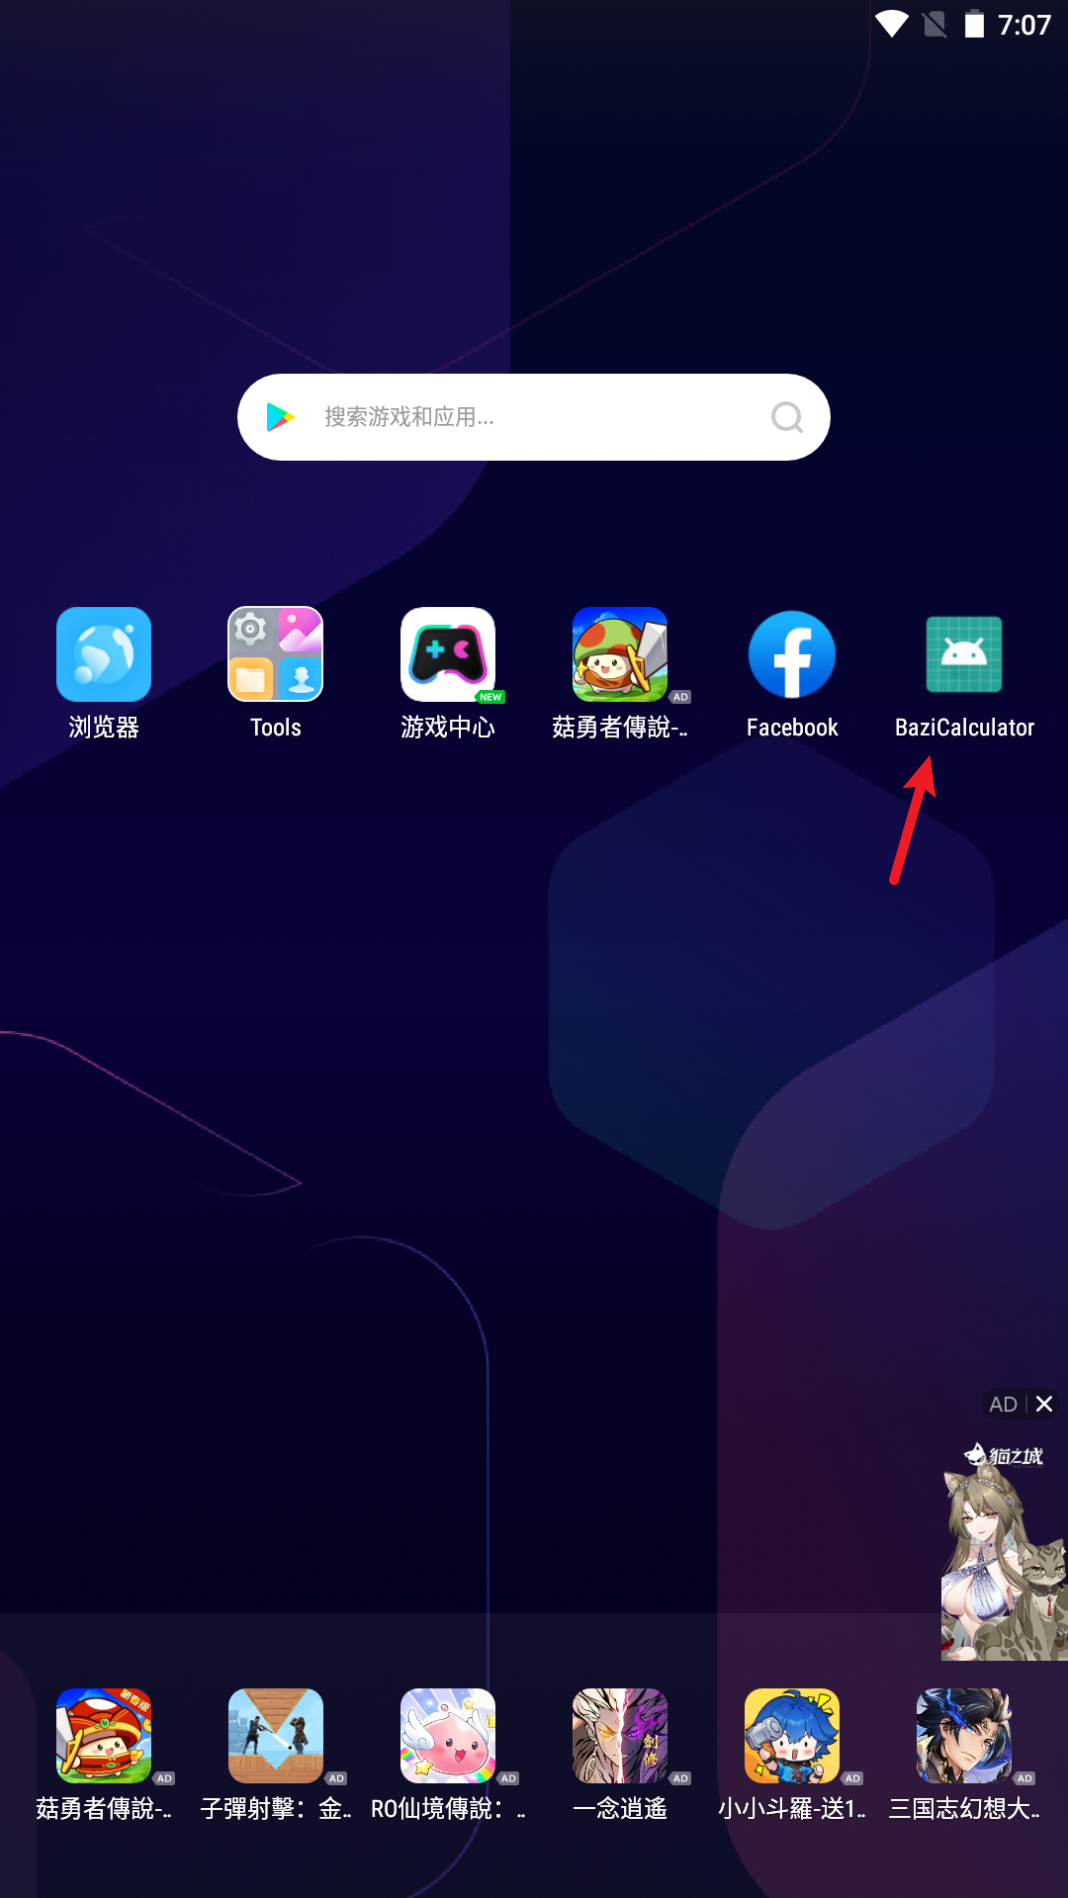 7:07
搜索游戏和应用...
NEW
AD
浏览器
Tools
游戏中心
菇勇者傳說-..
Facebook
BaziCalculator
AD
貓之城
AD
AD
AD
劍修
AD
AD
AD
菇勇者傳說-..
子彈射擊：金..
RO仙境傳說：..
一念逍遙
小小斗羅-送1..
三国志幻想大..